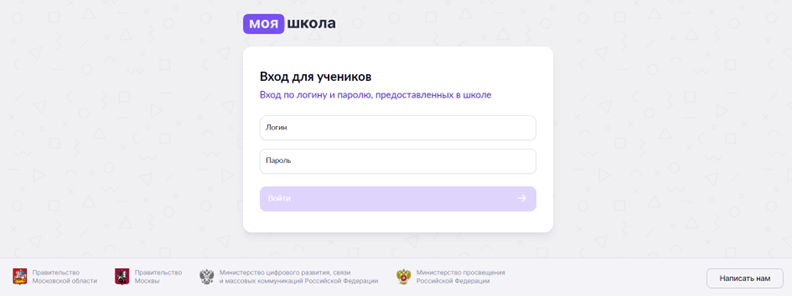 моя школа
Вход для учеников
Вход по логину и паролю, предоставленных в школе
Логин
Пароль
Войти
Правительство
Московской области
Правительство
Москвы
Министерство цифрового развития, связи
и массовых коммуникаций Российской Федерации
Министерство просвещения
Российской Федерации
Написать нам